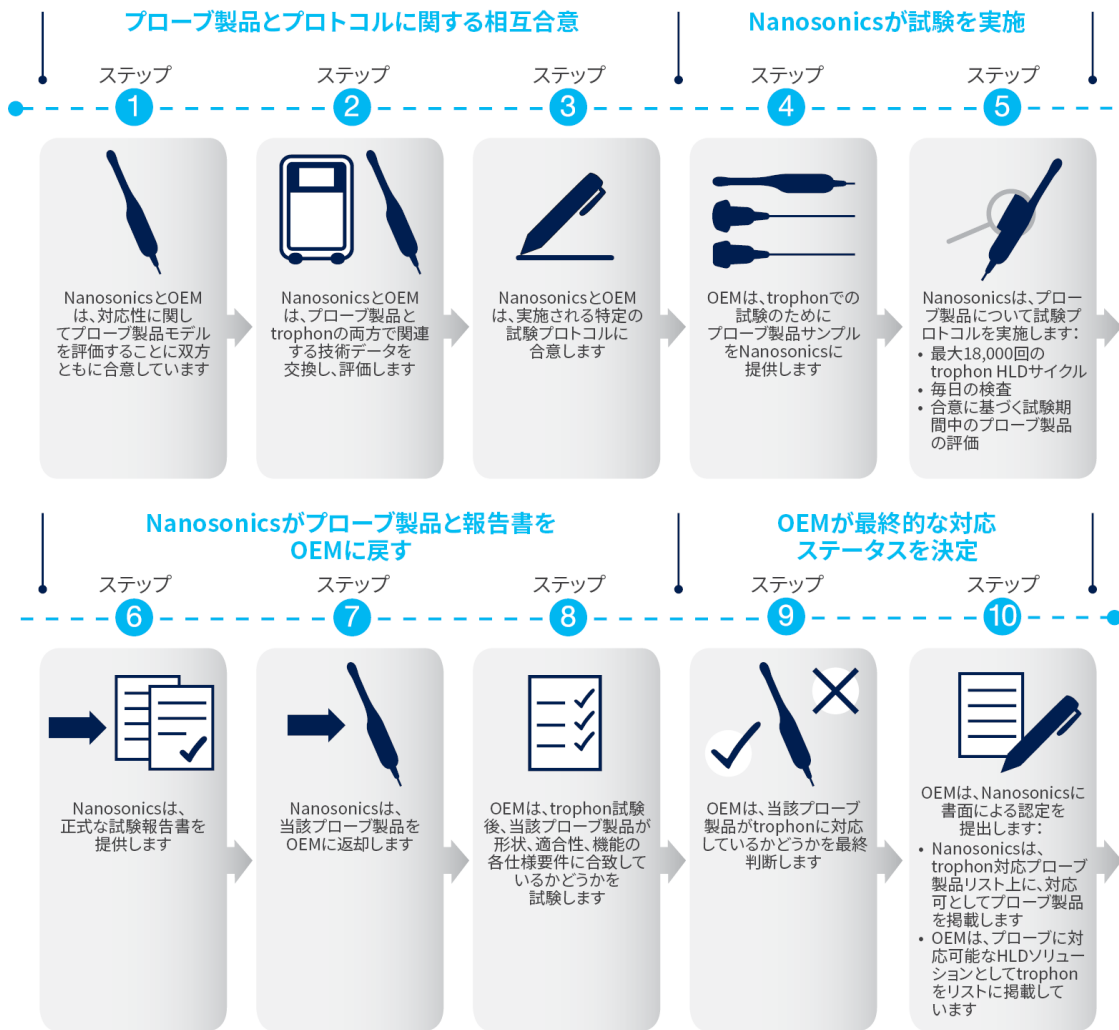 プローブ製品とプロトコルに関する相互合意
Nanosonicsが試験を実施
ステップ
1
ステップ
2
ステップ
3
ステップ
4
ステップ
5
NanosonicsとOEM
は、対応性に関し
てプローブ製品モデル
を評価することに双方
ともに合意しています
NanosonicsとOEM
は、プローブ製品と
trophonの両方で関連
する技術データを
交換し、評価します
NanosonicsとOEM
は、実施される特定の
試験プロトコルに
合意します
OEMは、trophonでの
試験のために
プローブ製品サンプル
をNanosonicsに
提供します
Nanosonicsは、プロー
ブ製品について試験プ
ロトコルを実施します：
• 最大18,000回の
trophon HLDサイクル
• 毎日の検査
• 合意に基づく試験期
間中のプローブ製品
の評価
Nanosonicsがプローブ製品と報告書を
OEMに戻す
OEMが最終的な対応
ステータスを決定
ステップ
6
ステップ
7
ステップ
8
ステップ
9
ステップ
10
Nanosonicsは、
正式な試験報告書を
提供します
Nanosonicsは、
当該プローブ製品を
OEMに返却します
OEMは、trophon試験
後、当該プローブ製品が
形状、適合性、機能の
各仕様要件に合致して
いるかどうかを
試験します
OEMは、当該プローブ
製品がtrophonに対応
しているかどうかを最終
判断します
OEMは、Nanosonicsに
書面による認定を
提出します：
• Nanosonicsは、
trophon対応プローブ
製品リスト上に、対応
可としてプローブ製品
を掲載します
• OEMは、プローブに対
応可能なHLDソリュー
ションとしてtrophon
をリストに掲載して
います